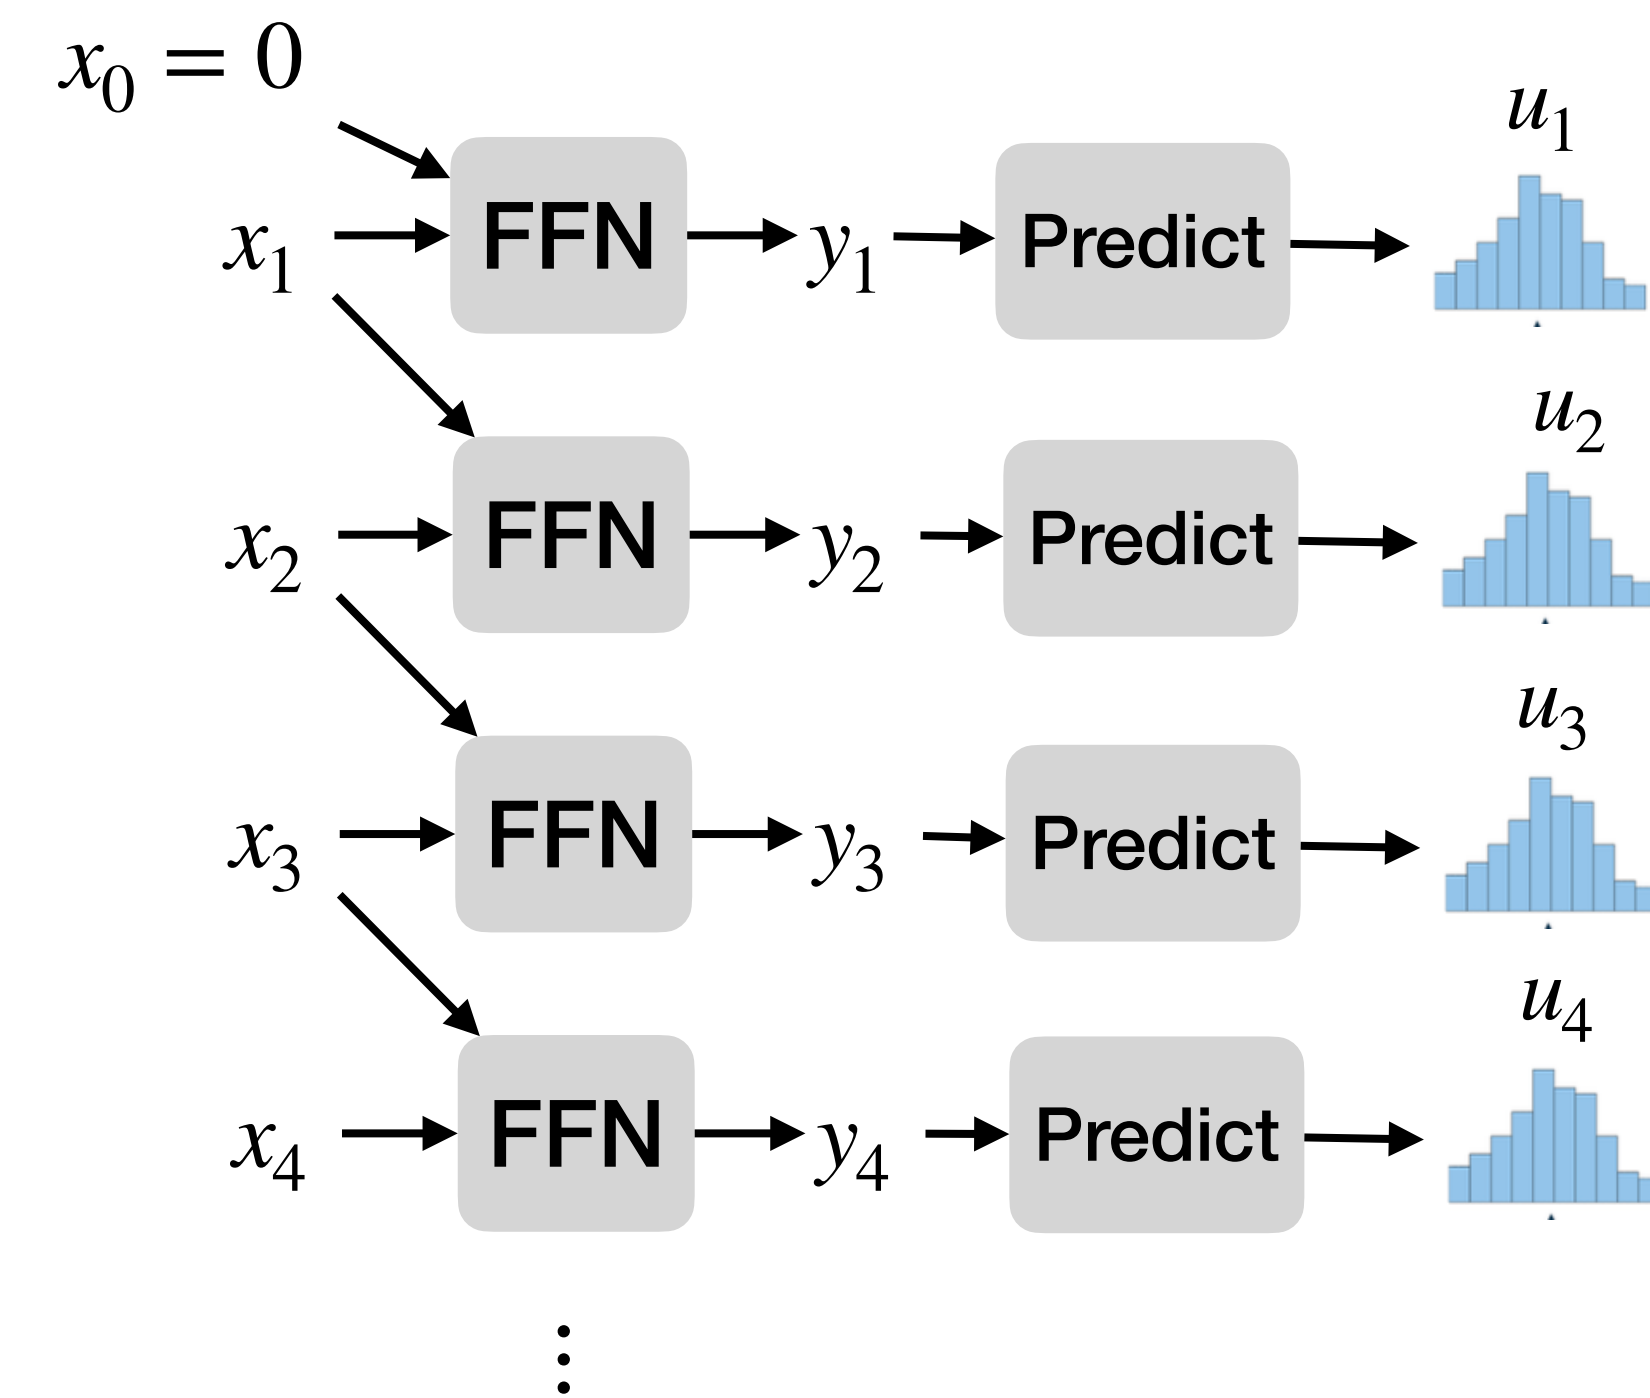 x₀ = 0
u₁
x₁ FFN y₁ Predict
u₂
x₂ FFN y₂ Predict
u₃
x₃ FFN y₃ Predict
u₄
x₄ FFN y₄ Predict
⋮